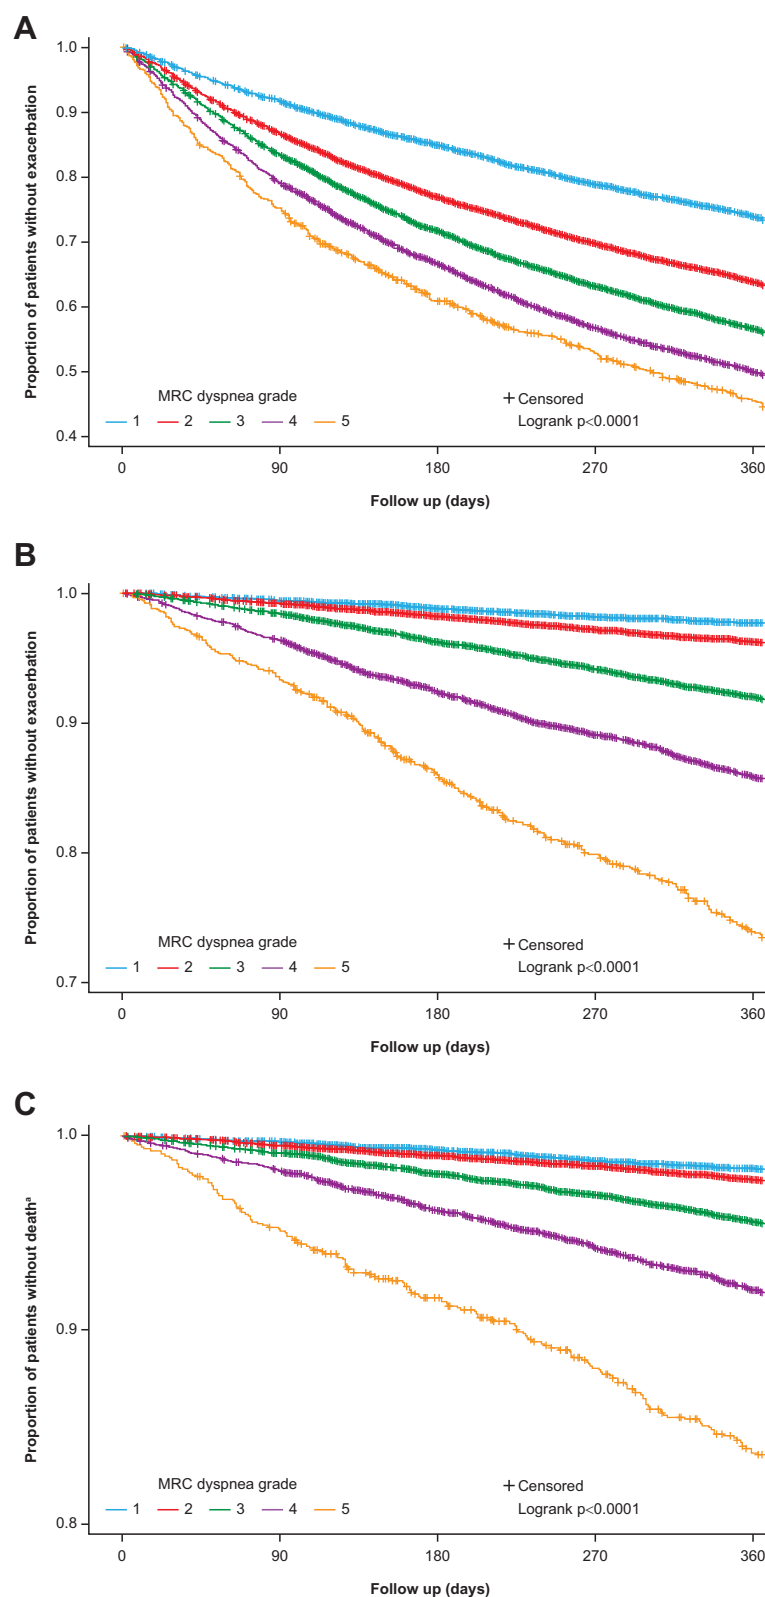 A
Proportion of patients without exacerbation
1.0
0.9
0.8
0.7
0.6
0.5
0.4
MRC dyspnea grade
1 2 3 4 5
+ Censored
Logrank p<0.0001
0 90 180 270 360
Follow up (days)
B
Proportion of patients without exacerbation
1.0
0.9
0.8
0.7
MRC dyspnea grade
1 2 3 4 5
+ Censored
Logrank p<0.0001
0 90 180 270 360
Follow up (days)
C
Proportion of patients without deathᵃ
1.0
0.9
0.8
MRC dyspnea grade
1 2 3 4 5
+ Censored
Logrank p<0.0001
0 90 180 270 360
Follow up (days)